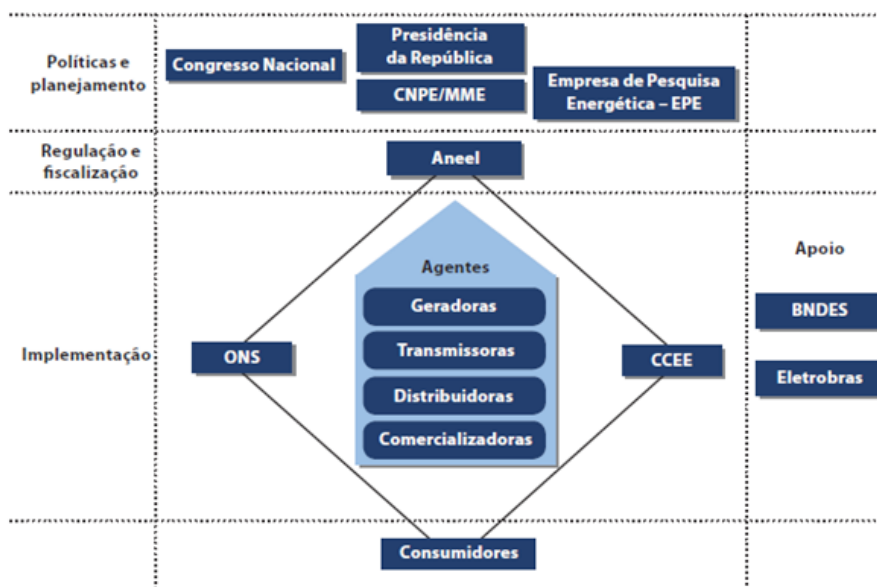 Políticas e
planejamento
Congresso Nacional
Presidência
da República
CNPE/MME
Empresa de Pesquisa
Energética – EPE
Regulação e
fiscalização
Aneel
Implementação
ONS
Agentes
Geradoras
Transmissoras
Distribuidoras
Comercializadoras
CCEE
Apoio
BNDES
Eletrobras
Consumidores